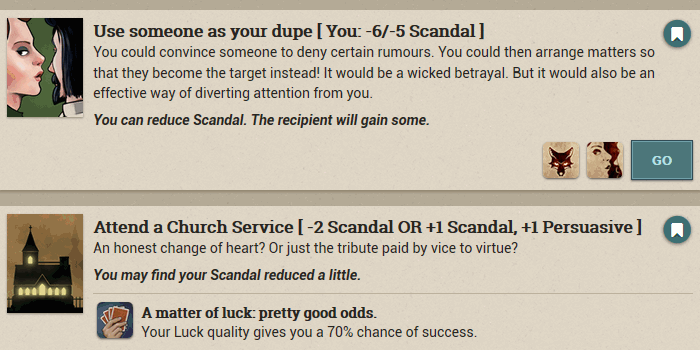 Use someone as your dupe [ You: -6/-5 Scandal ]
You could convince someone to deny certain rumours. You could then arrange matters so
that they become the target instead! It would be a wicked betrayal. But it would also be an
effective way of diverting attention from you.
You can reduce Scandal. The recipient will gain some.
GO
Attend a Church Service [ -2 Scandal OR +1 Scandal, +1 Persuasive ]
An honest change of heart? Or just the tribute paid by vice to virtue?
You may find your Scandal reduced a little.
A matter of luck: pretty good odds.
Your Luck quality gives you a 70% chance of success.